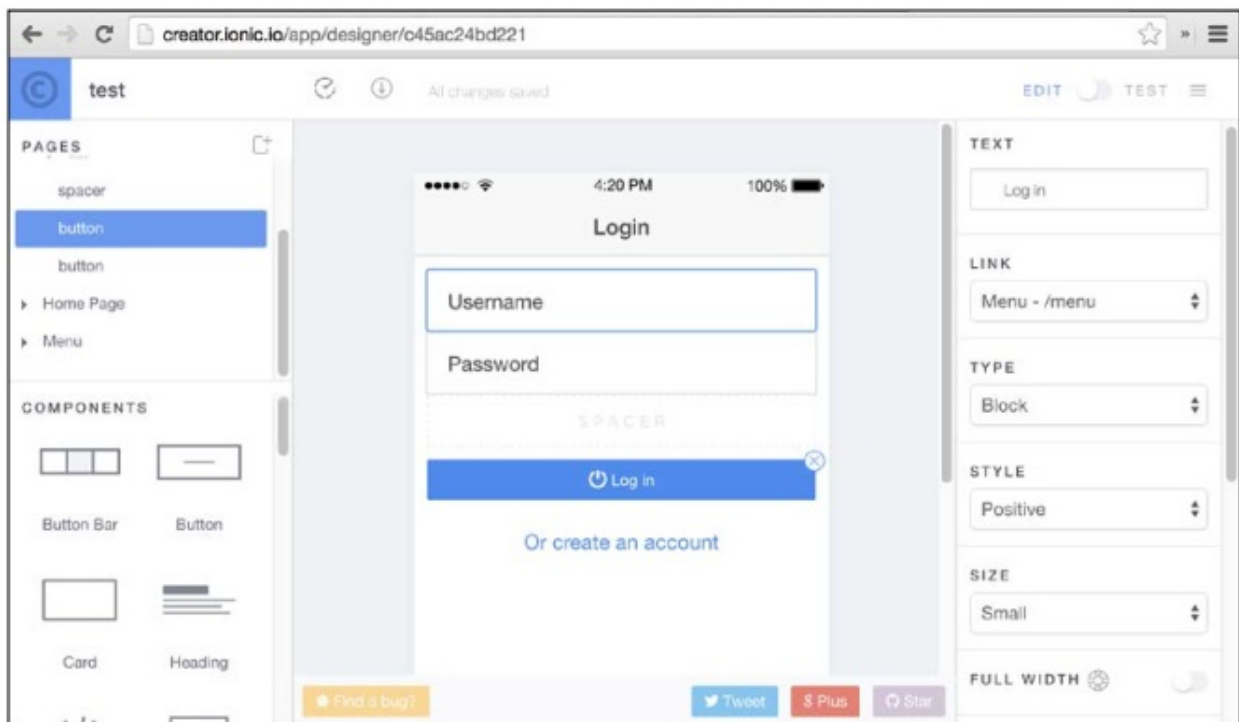 creator.ionic.io/app/designer/c45ac24bd221
test
All changes saved
EDIT TEST
PAGES
spacer
button
button
Home Page
Menu
COMPONENTS
Button Bar
Button
Card
Heading
4:20 PM
100%
Login
Username
Password
SPACER
Log in
Or create an account
Find a bug?
Tweet
Plus
Star
TEXT
Log in
LINK
Menu - /menu
TYPE
Block
STYLE
Positive
SIZE
Small
FULL WIDTH